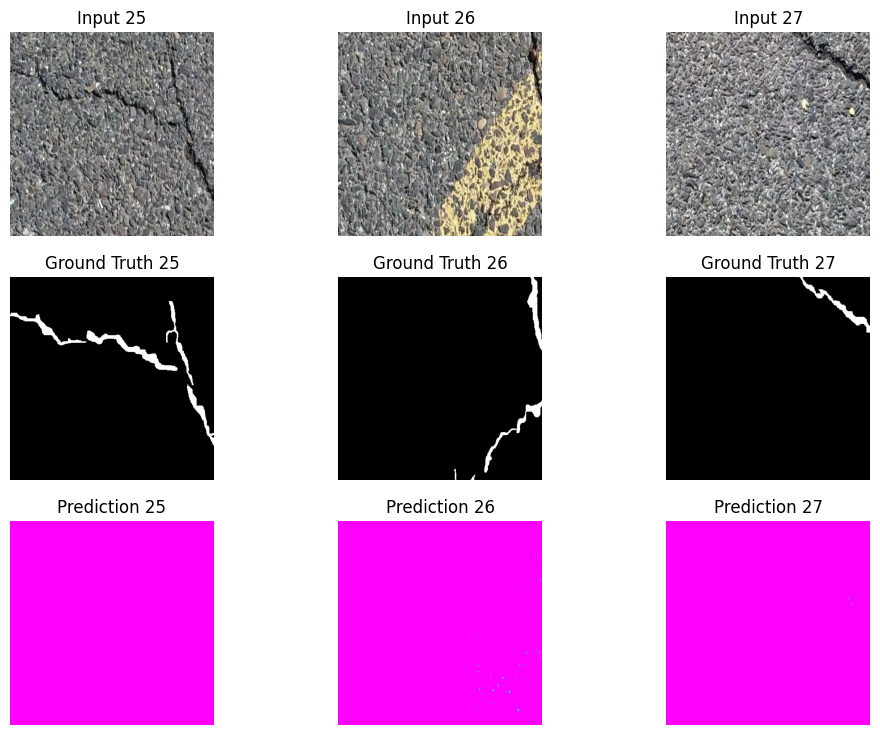 Input 25
Input 26
Input 27
Ground Truth 25
Ground Truth 26
Ground Truth 27
Prediction 25
Prediction 26
Prediction 27